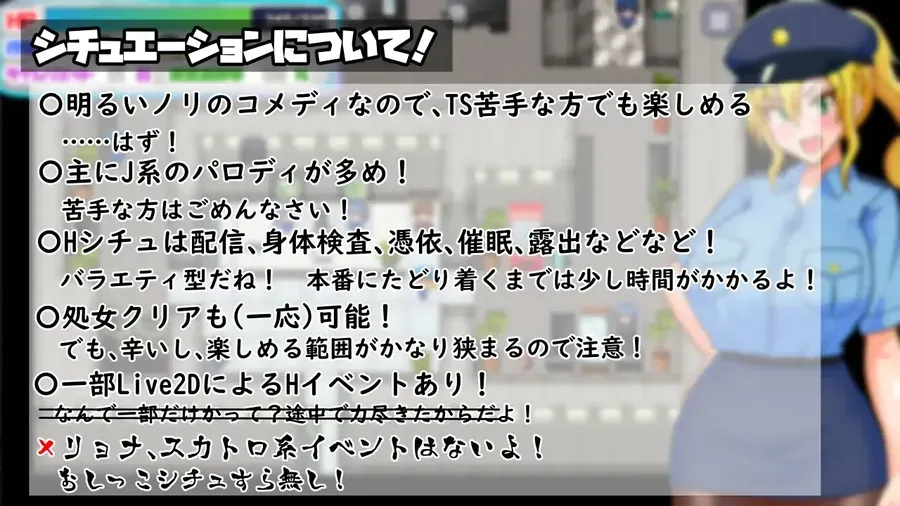 シチュエーションについて!
〇明るいノリのコメディなので、TS苦手な方でも楽しめる
……はず!
〇主にJ系のパロディが多め!
苦手な方はごめんなさい!
〇Hシチュは配信、身体検査、憑依、催眠、露出などなど!
バラエティ型だね! 本番にたどり着くまでは少し時間がかかるよ!
〇処女クリアも(一応)可能!
でも、辛いし、楽しめる範囲がかなり狭まるので注意!
〇一部Live2DによるHイベントあり!
なんで一部だけかって?途中で力尽きたからだよ!
×リョナ、スカトロ系イベントはないよ!
おしっこシチュすら無し!